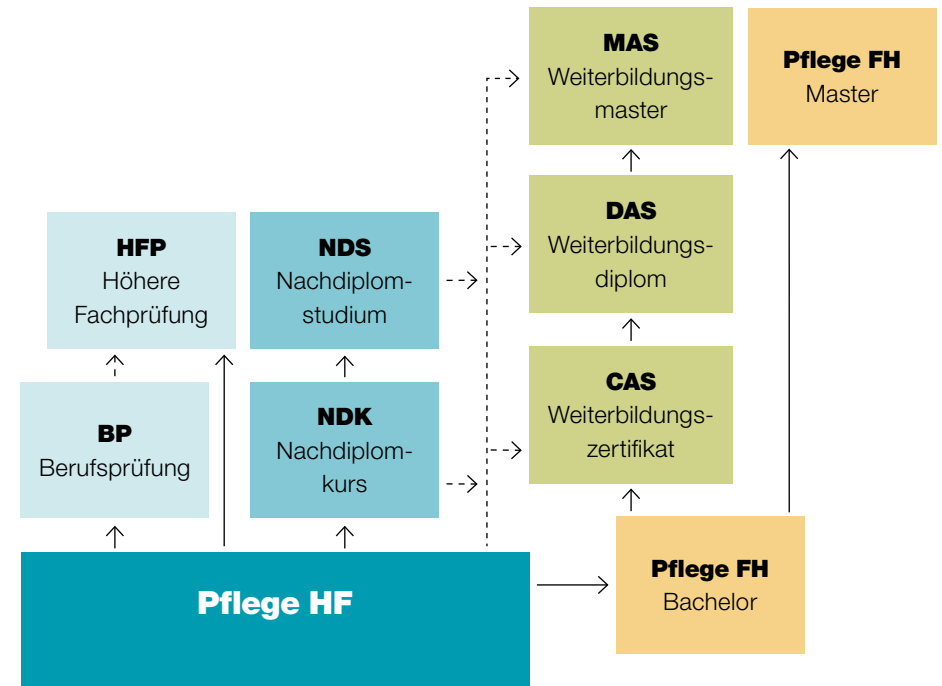 MAS
Weiterbildungs-
master
Pflege FH
Master
DAS
Weiterbildungs-
diplom
HFP
Höhere
Fachprüfung
NDS
Nachdiplom-
studium
CAS
Weiterbildungs-
zertifikat
BP
Berufsprüfung
NDK
Nachdiplom-
kurs
Pflege HF
Pflege FH
Bachelor